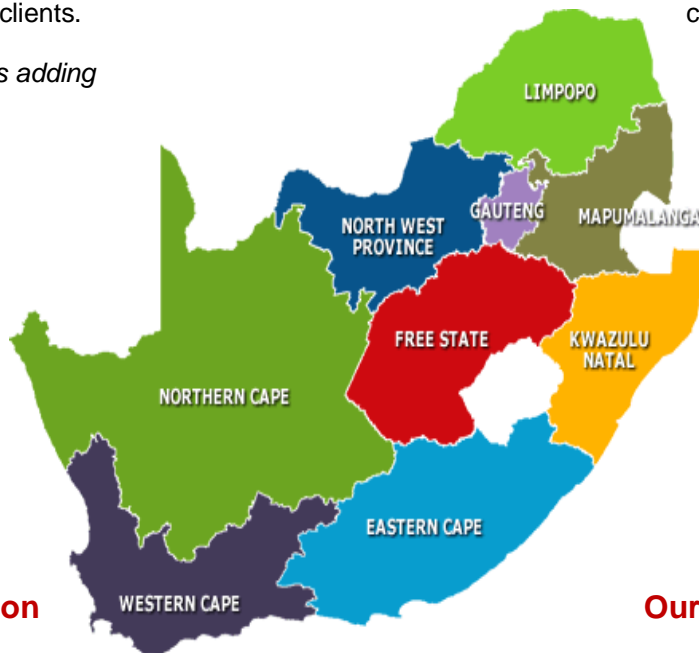 clients.
c
s adding
LIMPOPO
GAUTENG
MAPUMALANGA
NORTH WEST
PROVINCE
FREE STATE
KWAZULU
NATAL
NORTHERN CAPE
EASTERN CAPE
WESTERN CAPE
on
Our